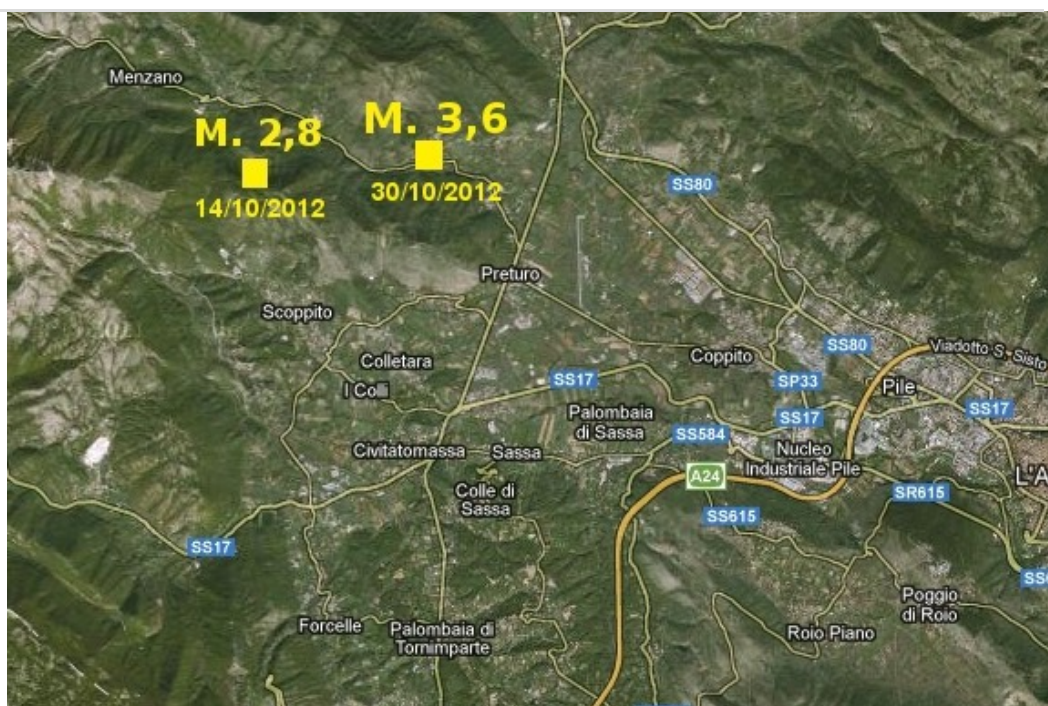 Menzano
M. 2,8
M. 3,6
14/10/2012
30/10/2012
SS80
Preturo
Scoppito
Colletara
I Colli
Coppito
SS80
Viadotto S. Sisto
SS17
SP33
Pile
SS17
SS17
Palombaia
di Sassa
SS584
Civitatomassa
Sassa
Nucleo
Industriale Pile
A24
L'A
Colle di
Sassa
SR615
SS615
SS17
Poggio
di Roio
Forcelle
Palombaia di
Tornimparte
Roio Piano